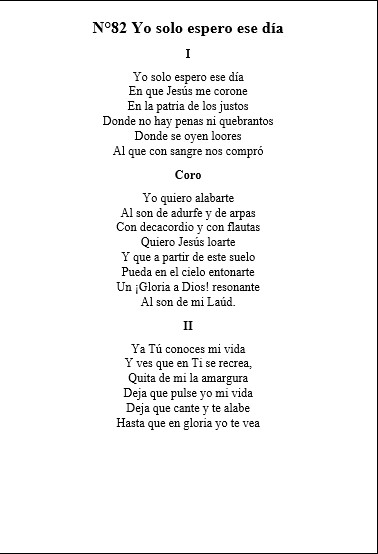 N°82 Yo solo espero ese día
I
Yo solo espero ese día
En que Jesús me corone
En la patria de los justos
Donde no hay penas ni quebrantos
Donde se oyen loores
Al que con sangre nos compró
Coro
Yo quiero alabarte
Al son de adurfe y de arpas
Con decacordio y con flautas
Quiero Jesús loarte
Y que a partir de este suelo
Pueda en el cielo entonarte
Un ¡Gloria a Dios! resonante
Al son de mi Laúd.
II
Ya Tú conoces mi vida
Y ves que en Ti se recrea,
Quita de mi la amargura
Deja que pulse yo mi vida
Deja que cante y te alabe
Hasta que en gloria yo te vea